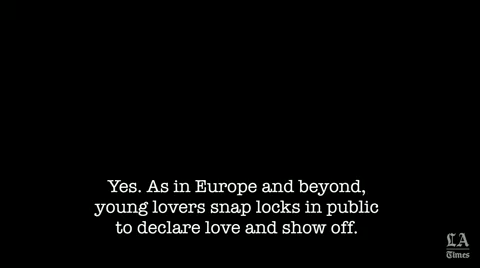 Yes. As in Europe and beyond,
young lovers snap locks in public
to declare love and show off.
LA
Times